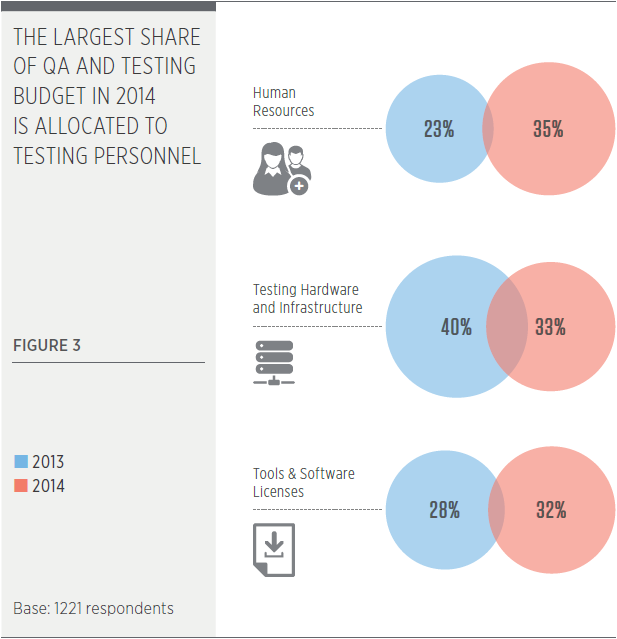 THE LARGEST SHARE
OF QA AND TESTING
BUDGET IN 2014
IS ALLOCATED TO
TESTING PERSONNEL
FIGURE 3
2013
2014
Base: 1221 respondents
Human
Resources
23%
35%
Testing Hardware
and Infrastructure
40%
33%
Tools & Software
Licenses
28%
32%